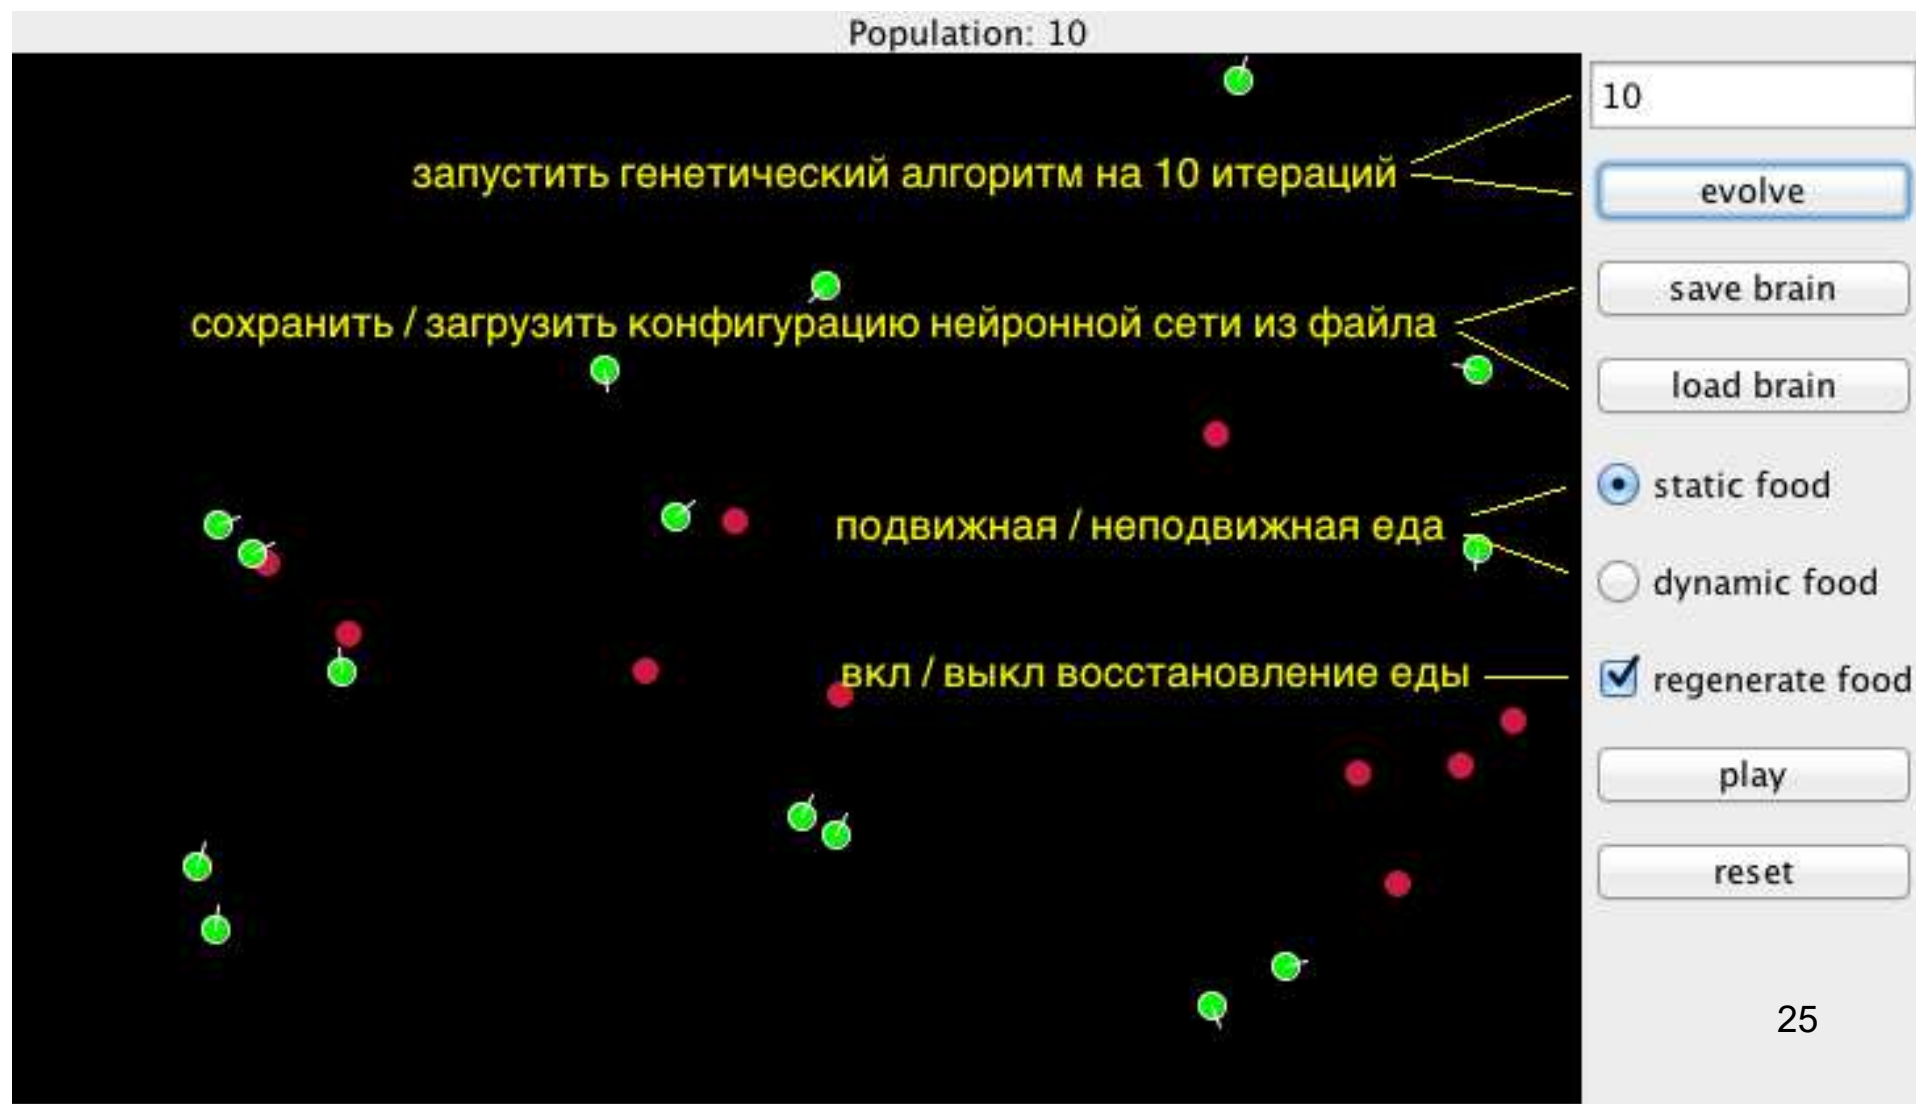 Population: 10
10
запустить генетический алгоритм на 10 итераций
evolve
save brain
сохранить / загрузить конфигурацию нейронной сети из файла
load brain
static food
подвижная / неподвижная еда
dynamic food
вкл / выкл восстановление еды
regenerate food
play
reset
25